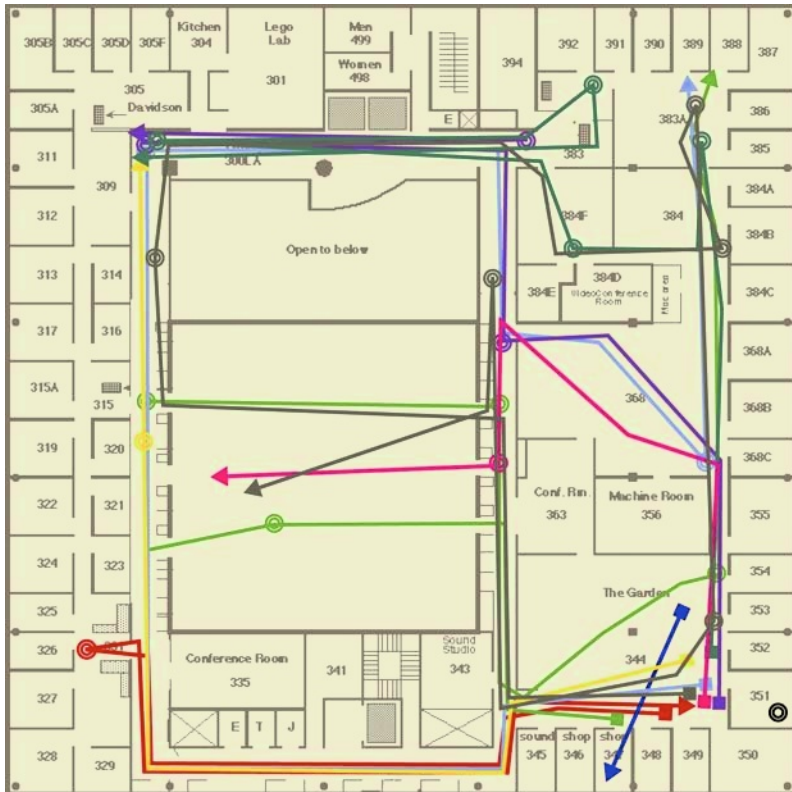 305B 305C 305D 305F Kitchen 304 Lego Lab Men 499 392 391 390 389 388 387
Women 498
394
305 301
Davidson
305A 386
E 383A
311 383 385
300L A
309 384A
312 384F 384 384B
Open to below
313 314 384E 384D 384C
VideoConference Room
Mac area
317 316 368A
315A 368
315 368B
319 320 368C
Conf. Rm. 363 Machine Room 356
322 321 355
324 323 354
The Garden
325 353
326 Sound Studio 352
Conference Room 335 341 343 344
327 351
E T J
sound 345 shop 346 shop
328 329 348 349 350